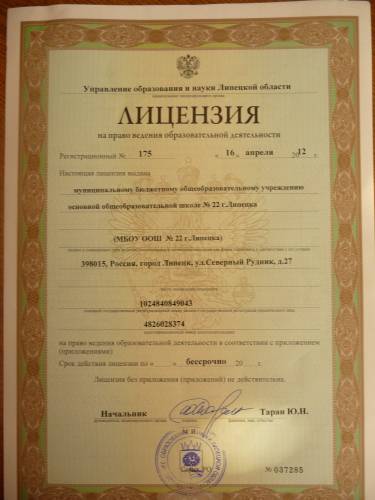 Управление образования и науки Липецкой области
ЛИЦЕНЗИЯ
на право ведения образовательной деятельности
Регистрационный № 175 « 16 » апреля 2012 г.
Настоящая лицензия выдана
муниципальному бюджетному общеобразовательному учреждению
основной общеобразовательной школе № 22 г.Липецка
(МБОУ ООШ № 22 г.Липецка)
398015, Россия, город Липецк, ул.Северный Рудник, д.27
1024840849043
4826028374
на право ведения образовательной деятельности в соответствии с приложением
(приложениями)
Срок действия лицензии по « » бессрочно 20 г.
Лицензия без приложения (приложений) не действительна.
Начальник Таран Ю.Н.
М.П.
№ 037285